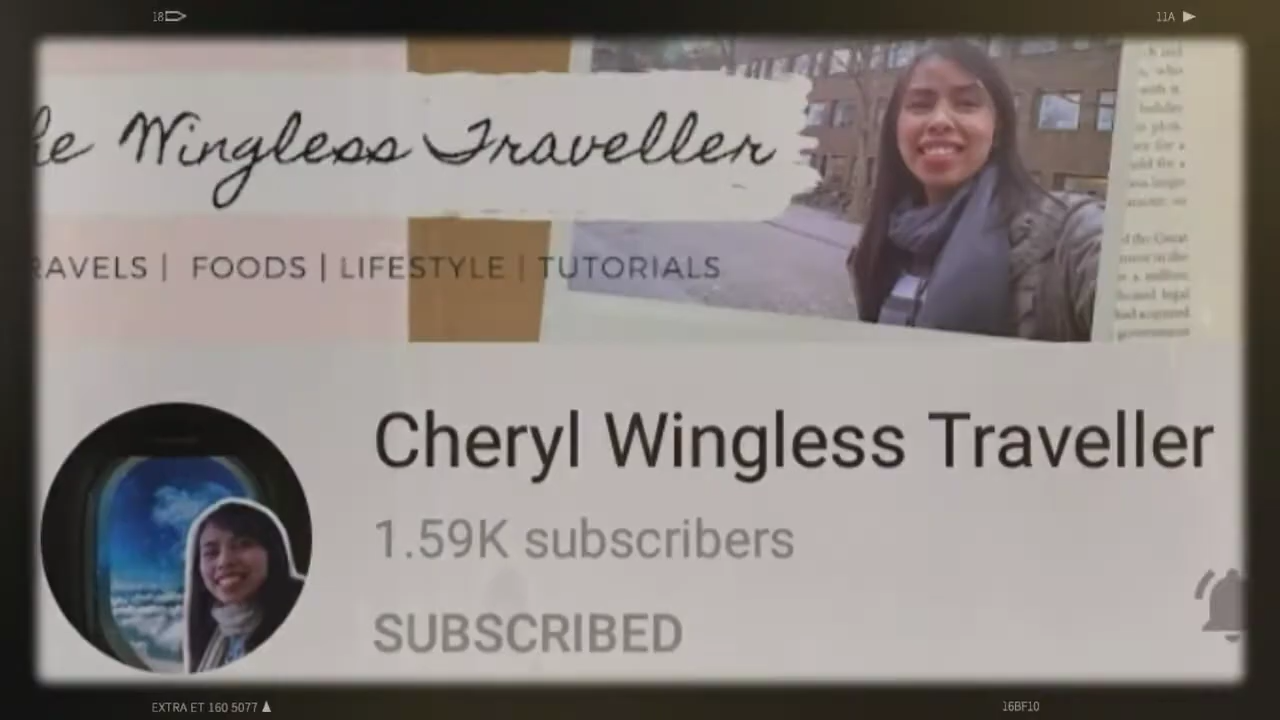 18
11A
he Wingless Traveller
RAVELS | FOODS | LIFESTYLE | TUTORIALS
Cheryl Wingless Traveller
1.59K subscribers
SUBSCRIBED
EXTRA ET 160 5077
16BF10